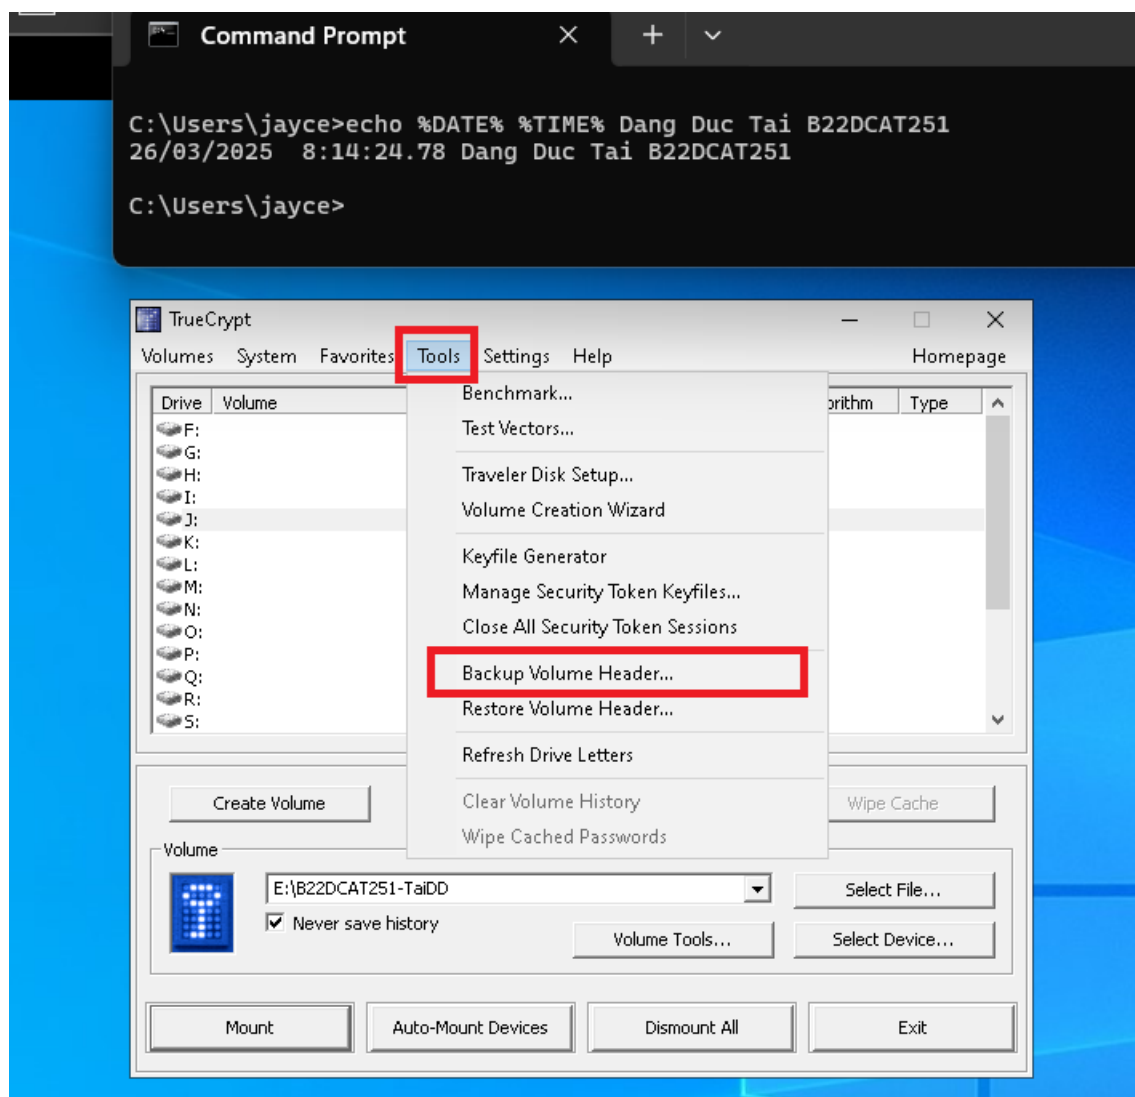 Command Prompt
C:\Users\jayce>echo %DATE% %TIME% Dang Duc Tai B22DCAT251
26/03/2025  8:14:24.78 Dang Duc Tai B22DCAT251
C:\Users\jayce>
TrueCrypt
Volumes System Favorites Tools Settings Help Homepage
Drive Volume orithm Type
F:
G:
H:
I:
J:
K:
L:
M:
N:
O:
P:
Q:
R:
S:
Benchmark...
Test Vectors...
Traveler Disk Setup...
Volume Creation Wizard
Keyfile Generator
Manage Security Token Keyfiles...
Close All Security Token Sessions
Backup Volume Header...
Restore Volume Header...
Refresh Drive Letters
Clear Volume History
Wipe Cached Passwords
Create Volume Wipe Cache
Volume
E:\B22DCAT251-TaiDD Select File...
Never save history
Volume Tools... Select Device...
Mount Auto-Mount Devices Dismount All Exit